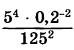 5⁴ · 0,2⁻²
125²